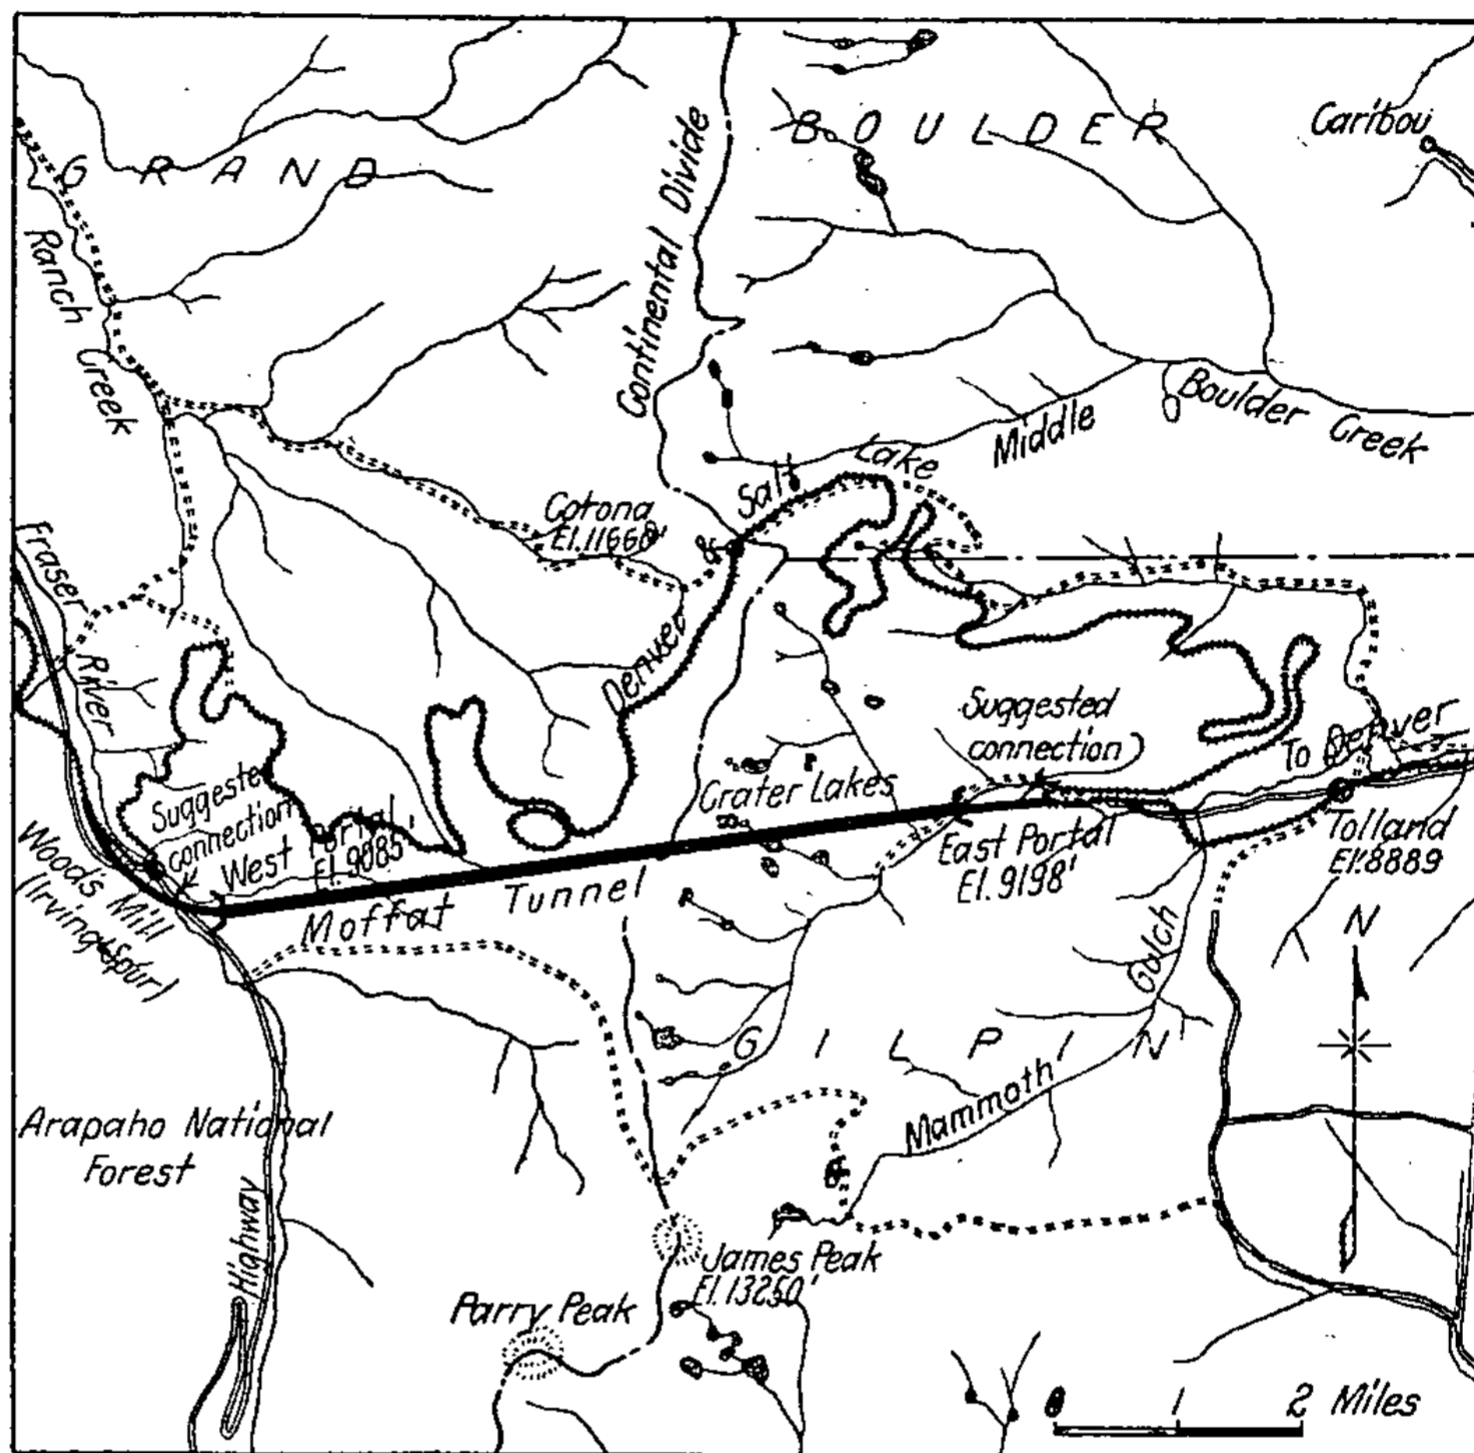 BOULDER
Caribou
GRAND
Continental Divide
Ranch Creek
Boulder Creek
Middle
Denver & Salt Lake
Cotona
El. 11660'
Fraser River
Suggested
connection
To Denver
Crater Lakes
Suggested
connection
West Portal
El. 9085'
East Portal
El. 9198'
Tolland
El. 8889
Woods Mill
(Irving Spur)
Moffat Tunnel
N
GILPIN
Mammoth Gulch
Arapaho National
Forest
Highway
James Peak
El. 13250'
Parry Peak
0 1 2 Miles